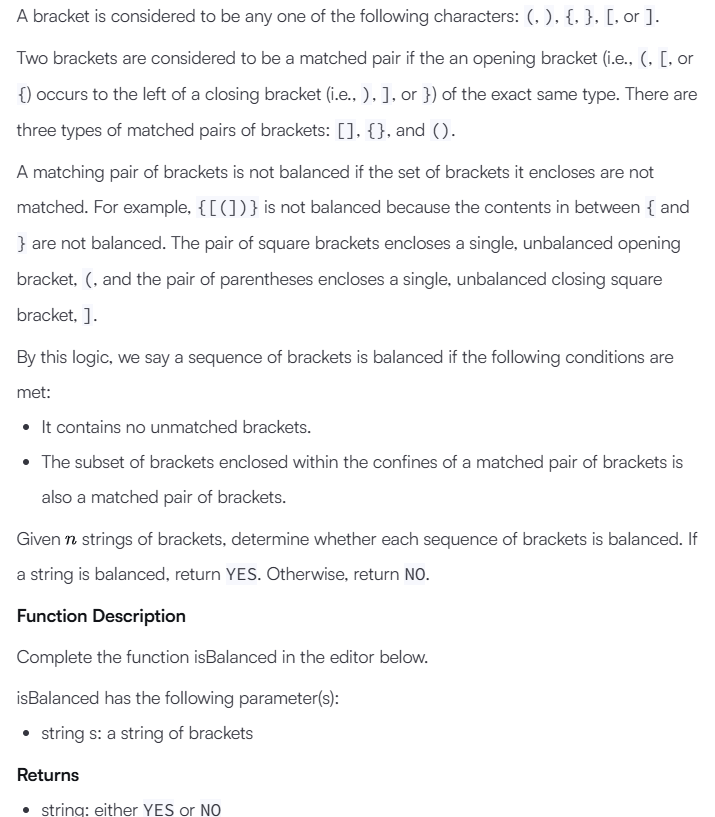 A bracket is considered to be any one of the following characters: (, ), {, }, [, or ].
Two brackets are considered to be a matched pair if the an opening bracket (i.e., (, [, or
{) occurs to the left of a closing bracket (i.e., ), ], or }) of the exact same type. There are
three types of matched pairs of brackets: [], {}, and ().
A matching pair of brackets is not balanced if the set of brackets it encloses are not
matched. For example, {[(])} is not balanced because the contents in between { and
} are not balanced. The pair of square brackets encloses a single, unbalanced opening
bracket, (, and the pair of parentheses encloses a single, unbalanced closing square
bracket, ].
By this logic, we say a sequence of brackets is balanced if the following conditions are
met:
• It contains no unmatched brackets.
• The subset of brackets enclosed within the confines of a matched pair of brackets is
also a matched pair of brackets.
Given n strings of brackets, determine whether each sequence of brackets is balanced. If
a string is balanced, return YES. Otherwise, return NO.
Function Description
Complete the function isBalanced in the editor below.
isBalanced has the following parameter(s):
• string s: a string of brackets
Returns
• string: either YES or NO